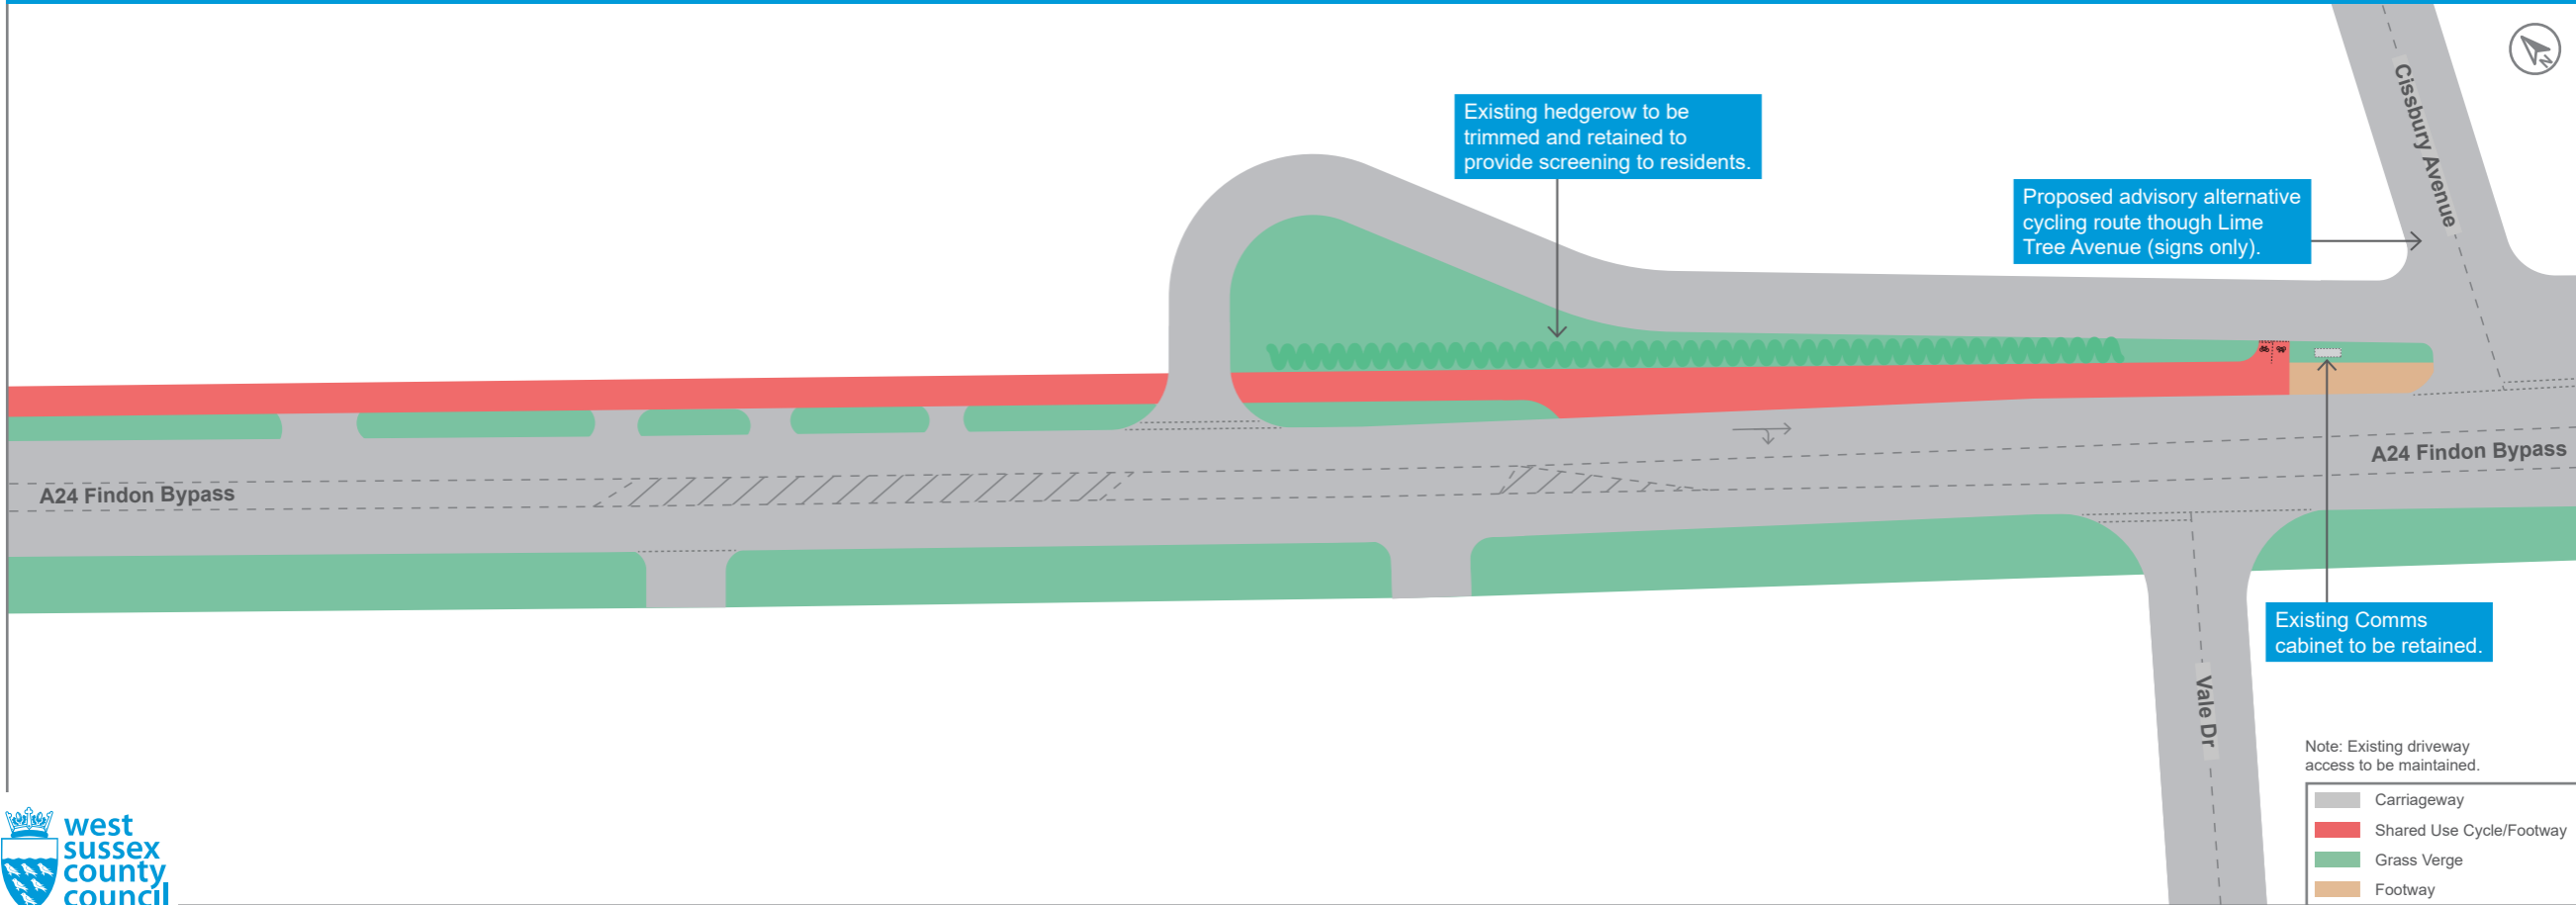 Cissbury Avenue
N
Existing hedgerow to be
trimmed and retained to
provide screening to residents.
Proposed advisory alternative
cycling route though Lime
Tree Avenue (signs only).
A24 Findon Bypass
A24 Findon Bypass
Existing Comms
cabinet to be retained.
Vale Dr
Note: Existing driveway
access to be maintained.
Carriageway
Shared Use Cycle/Footway
Grass Verge
Footway
west
sussex
county
council